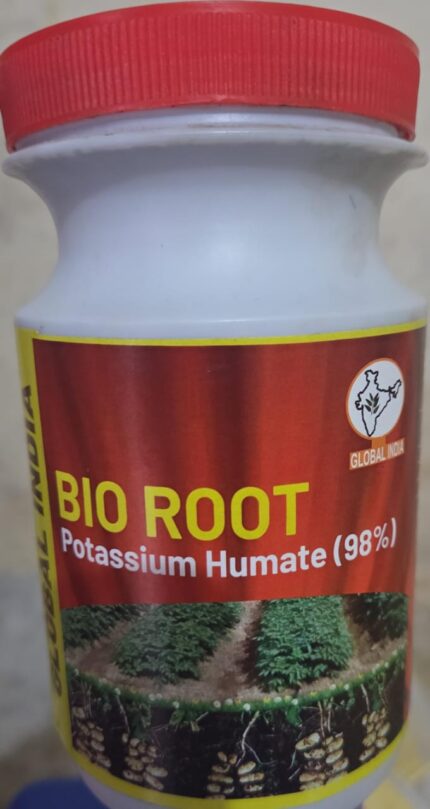 GLOBAL INDIA
BIO ROOT
Potassium Humate (98%)
GLOBAL INDIA